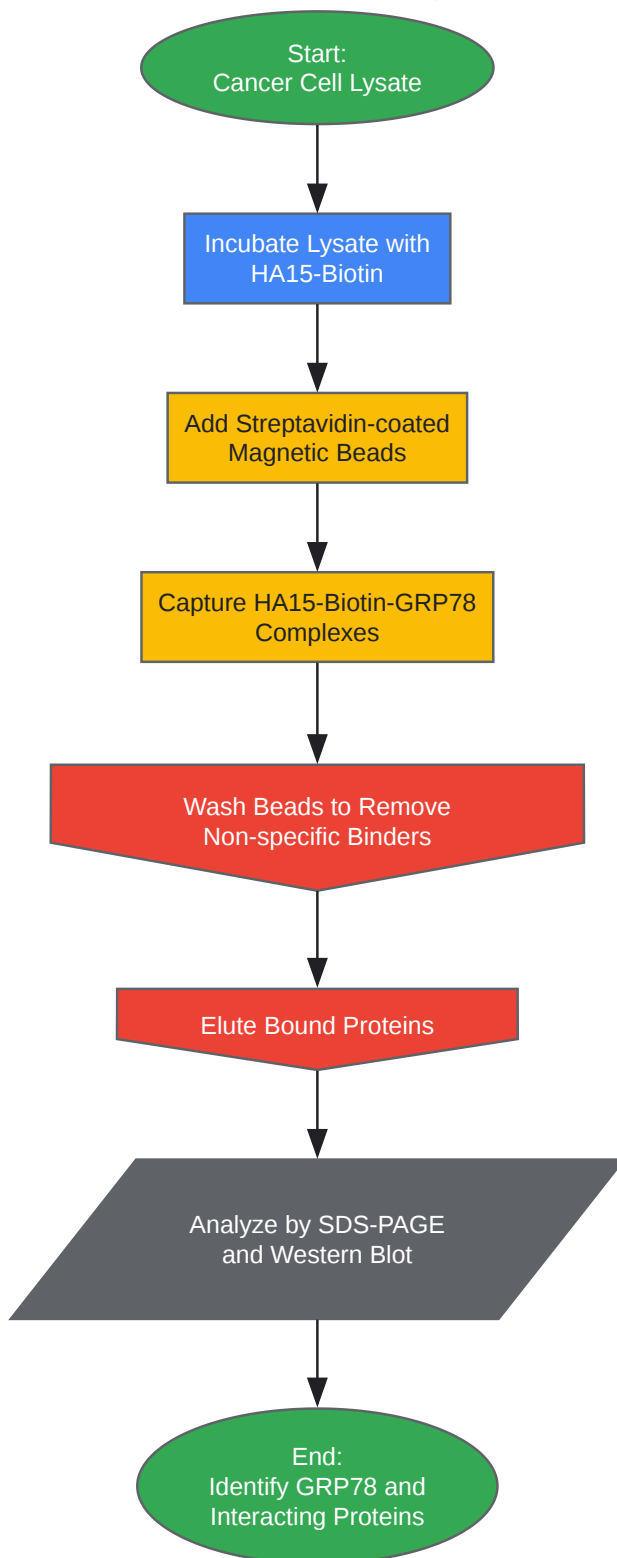 Start:
Cancer Cell Lysate
Incubate Lysate with
HA15-Biotin
Add Streptavidin-coated
Magnetic Beads
Capture HA15-Biotin-GRP78
Complexes
Wash Beads to Remove
Non-specific Binders
Elute Bound Proteins
Analyze by SDS-PAGE
and Western Blot
End:
Identify GRP78 and
Interacting Proteins